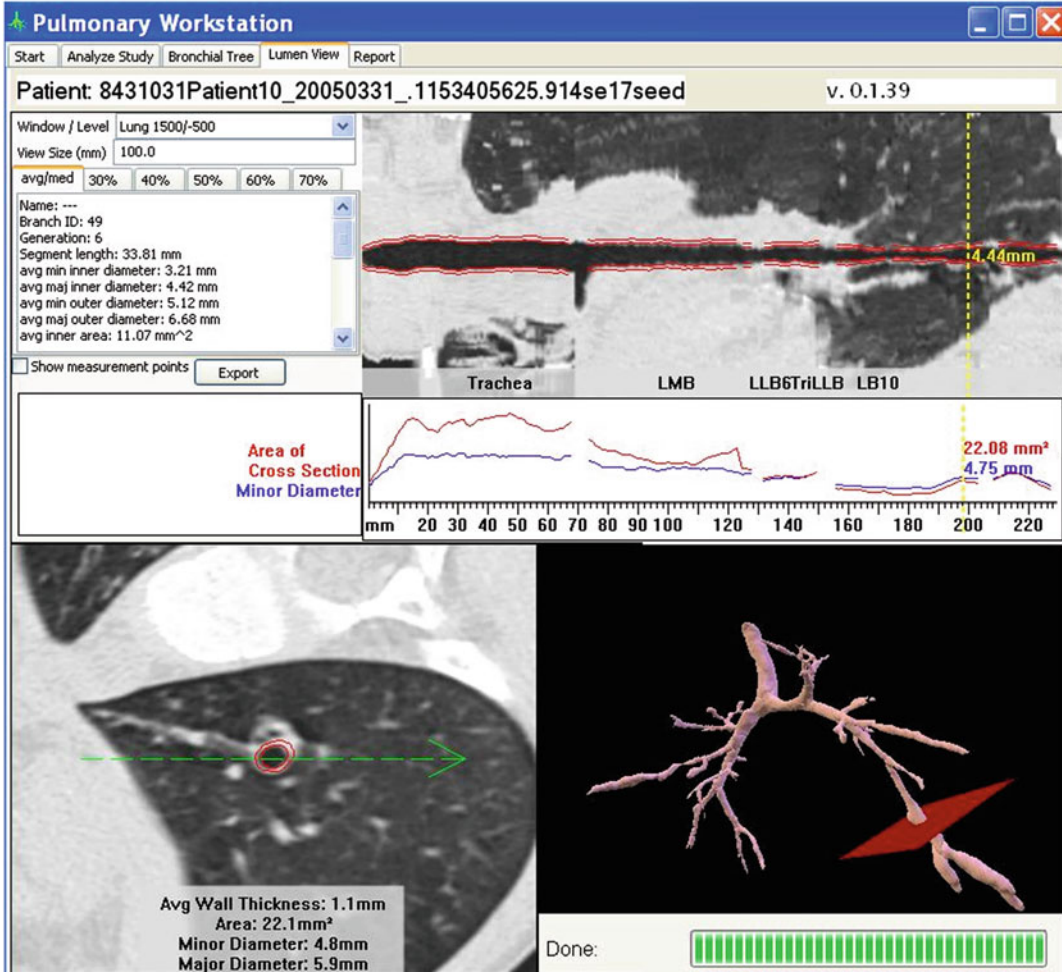 Pulmonary Workstation
Start Analyze Study Bronchial Tree Lumen View Report
Patient: 8431031Patient10_20050331_.1153405625.914se17seed v. 0.1.39
Window / Level Lung 1500/-500
View Size (mm) 100.0
avg/med 30% 40% 50% 60% 70%
Name: ---
Branch ID: 49
Generation: 6
Segment length: 33.81 mm
avg min inner diameter: 3.21 mm
avg maj inner diameter: 4.42 mm
avg min outer diameter: 5.12 mm
avg maj outer diameter: 6.68 mm
avg inner area: 11.07 mm^2
Show measurement points Export
4.44mm
Trachea LMB LLB6TriLLB LB10
Area of
Cross Section
Minor Diameter
22.08 mm²
4.75 mm
mm 20 30 40 50 60 70 80 90 100 120 140 160 180 200 220
Avg Wall Thickness: 1.1mm
Area: 22.1mm²
Minor Diameter: 4.8mm
Major Diameter: 5.9mm
Done: